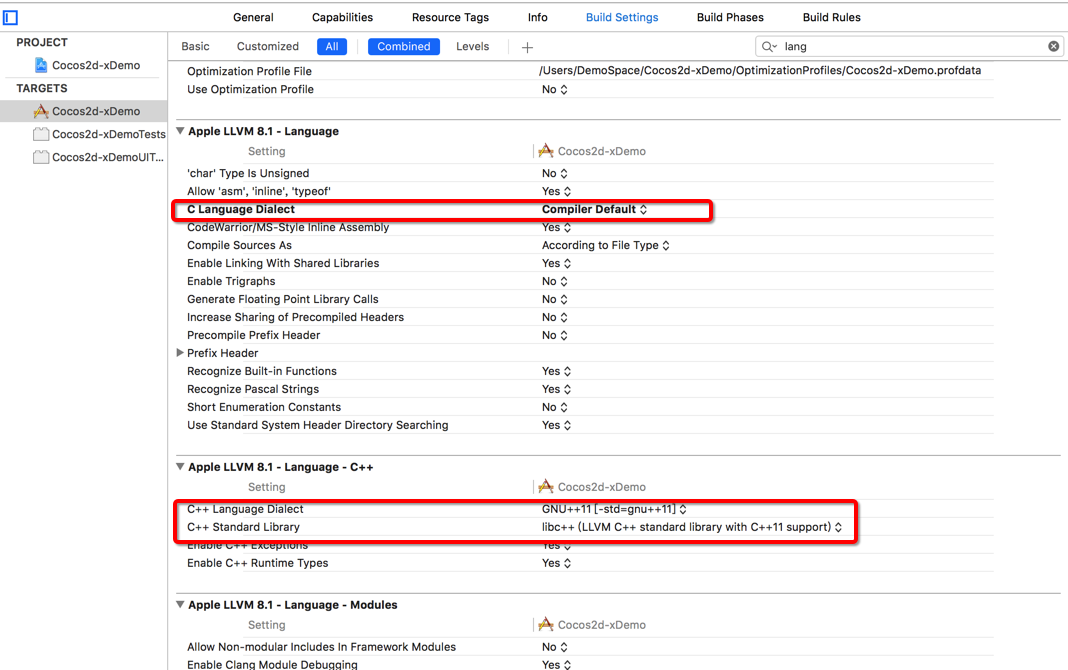 General Capabilities Resource Tags Info Build Settings Build Phases Build Rules
PROJECT
Cocos2d-xDemo
TARGETS
Cocos2d-xDemo
Cocos2d-xDemoTests
Cocos2d-xDemoUIT...
Basic Customized All Combined Levels lang
Optimization Profile File /Users/DemoSpace/Cocos2d-xDemo/OptimizationProfiles/Cocos2d-xDemo.profdata
Use Optimization Profile No
Apple LLVM 8.1 - Language
Setting Cocos2d-xDemo
'char' Type Is Unsigned No
Allow 'asm', 'inline', 'typeof' Yes
C Language Dialect Compiler Default
CodeWarrior/MS-Style Inline Assembly Yes
Compile Sources As According to File Type
Enable Linking With Shared Libraries Yes
Enable Trigraphs No
Generate Floating Point Library Calls No
Increase Sharing of Precompiled Headers No
Precompile Prefix Header No
Prefix Header
Recognize Built-in Functions Yes
Recognize Pascal Strings Yes
Short Enumeration Constants No
Use Standard System Header Directory Searching Yes
Apple LLVM 8.1 - Language - C++
Setting Cocos2d-xDemo
C++ Language Dialect GNU++11 [-std=gnu++11]
C++ Standard Library libc++ (LLVM C++ standard library with C++11 support)
Enable C++ Exceptions Yes
Enable C++ Runtime Types Yes
Apple LLVM 8.1 - Language - Modules
Setting Cocos2d-xDemo
Allow Non-modular Includes In Framework Modules No
Enable Clang Module Debugging Yes